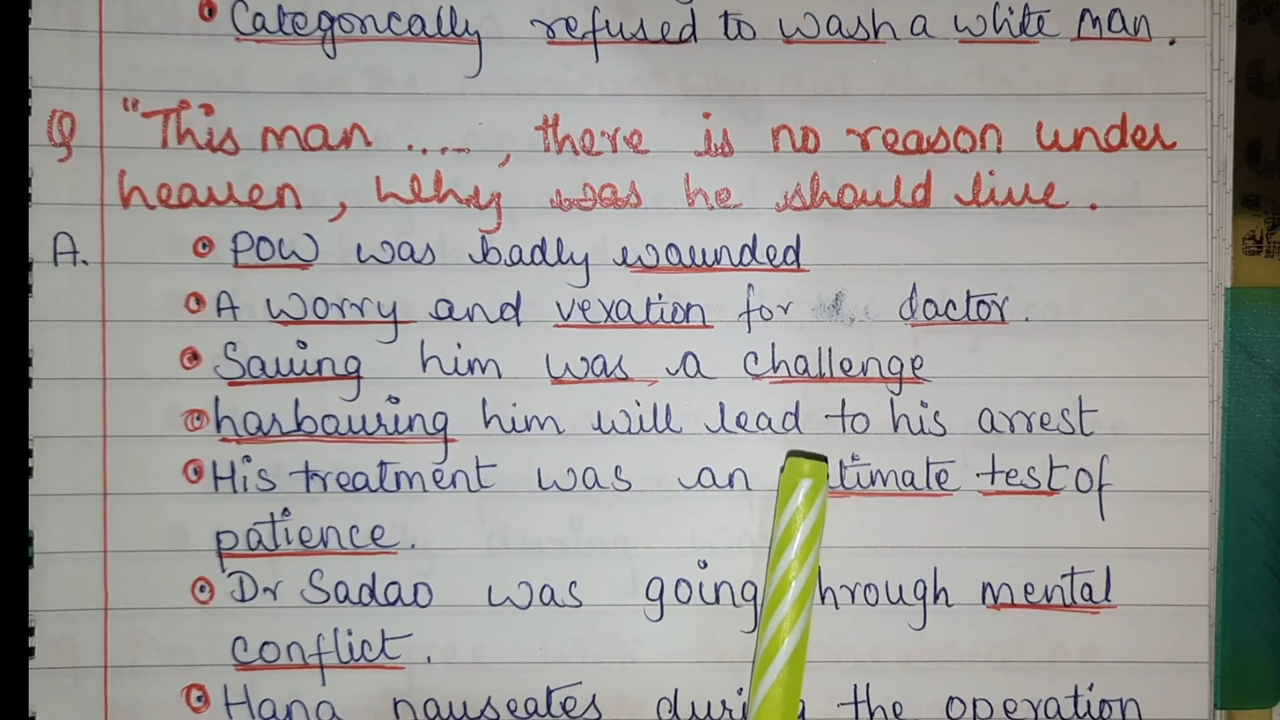 • Categorically refused to wash a white man.
Q "This man ...., there is no reason under
heaven, why was he should live.
A. • POW was badly wounded
• A worry and vexation for doctor.
• Saving him was a challenge
• harbouring him will lead to his arrest
• His treatment was an timate test of
patience.
• Dr Sadao was going hrough mental
conflict.
• Hana nauseates duri the operation